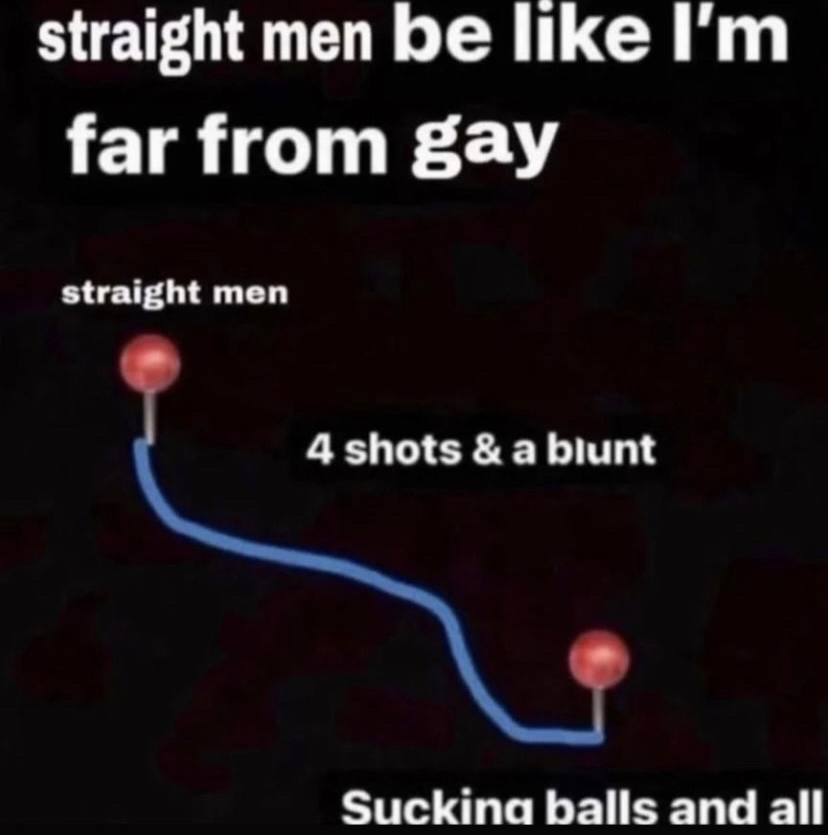 straight men be like I'm
far from gay
straight men
4 shots & a blunt
Sucking balls and all